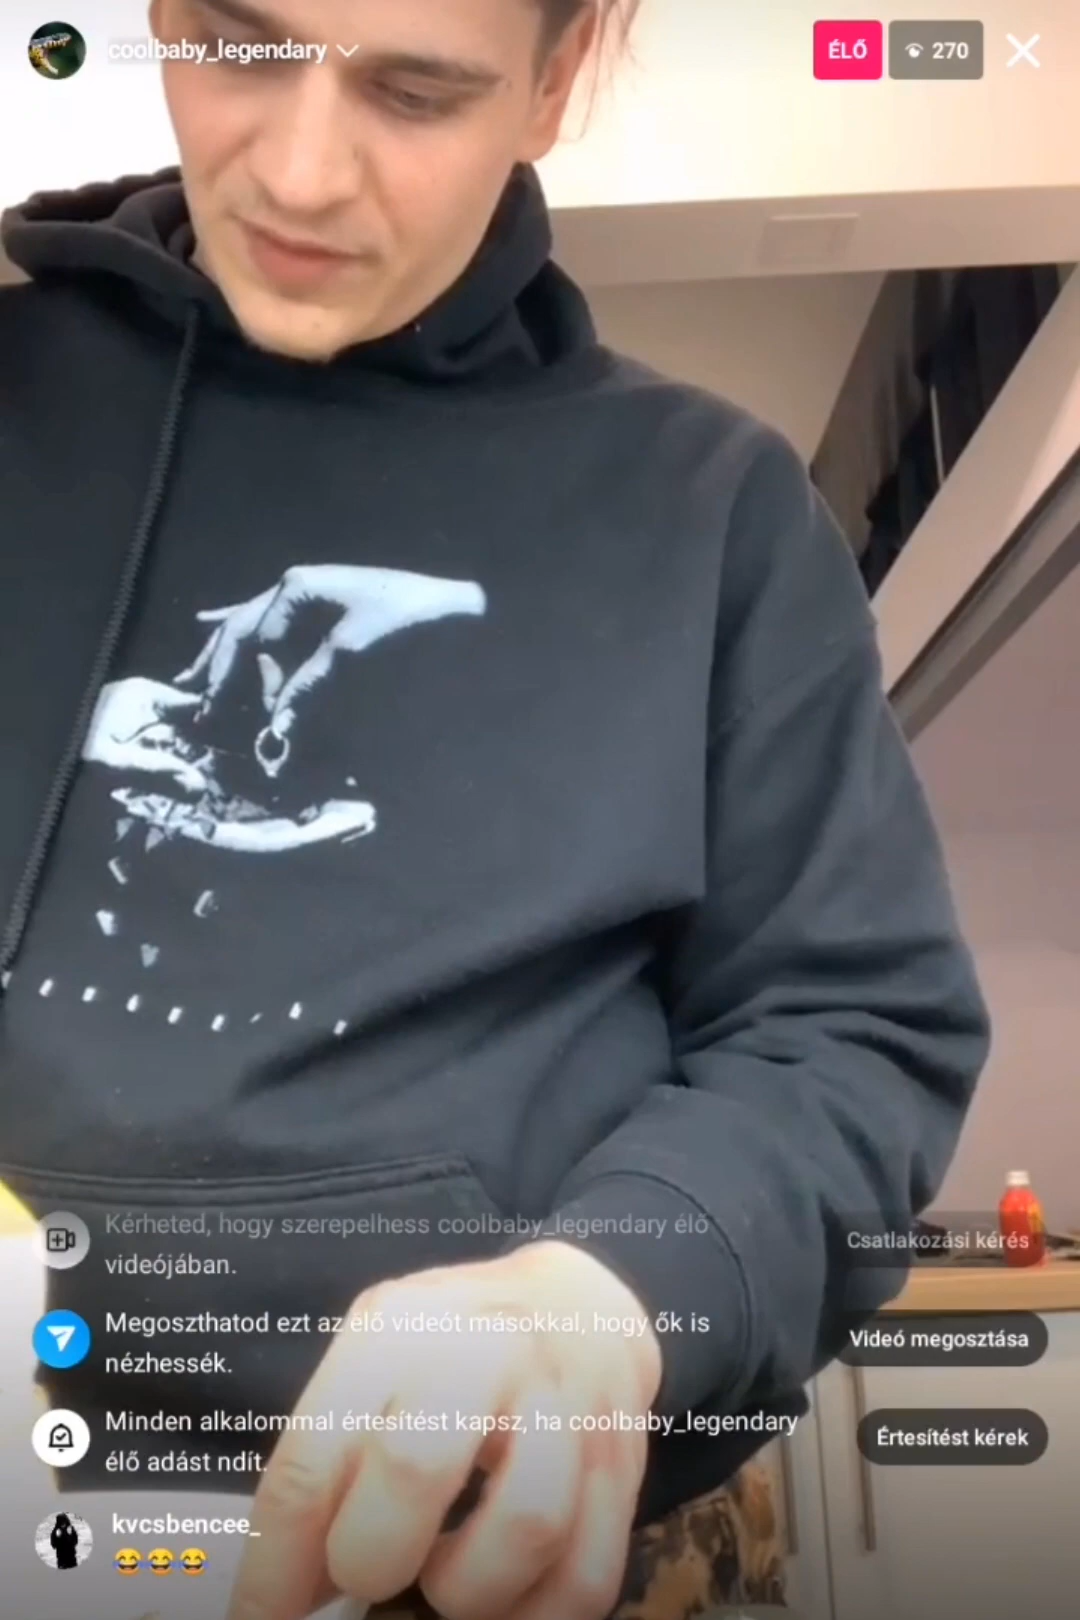 coolbaby_legendary
ÉLŐ
270
Kérheted, hogy szerepelhess coolbaby_legendary élő
videójában.
Csatlakozási kérés
Megoszthatod ezt az élő videót másokkal, hogy ők is
nézhessék.
Videó megosztása
Minden alkalommal értesítést kapsz, ha coolbaby_legendary
élő adást ndít.
Értesítést kérek
kvcsbencee_
😂😂😂